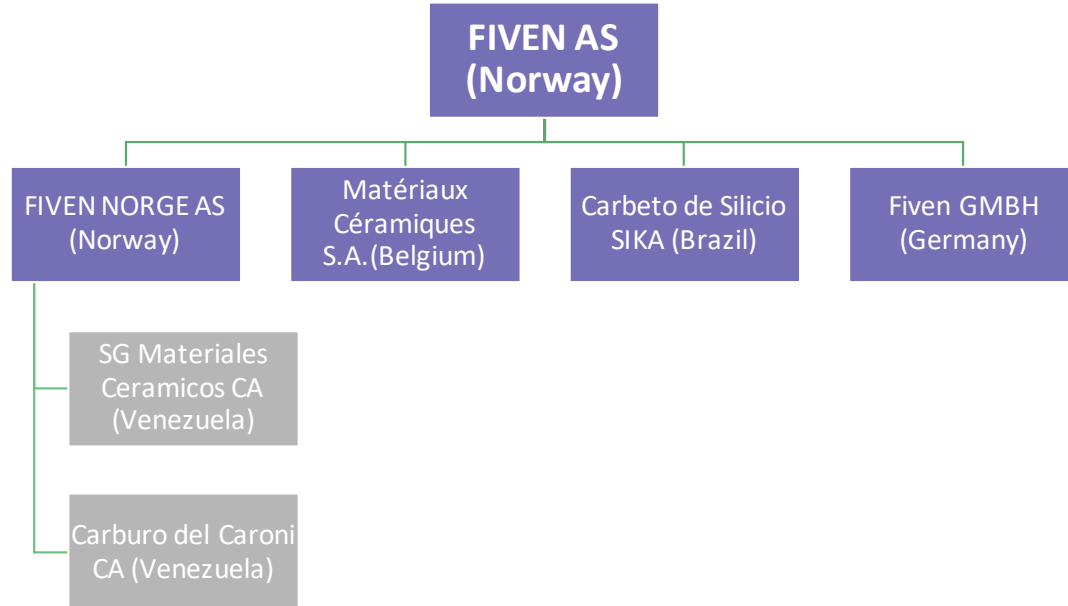 FIVEN AS
(Norway)
FIVEN NORGE AS
(Norway)
Matériaux
Céramiques
S.A.(Belgium)
Carbeto de Silicio
SIKA (Brazil)
Fiven GMBH
(Germany)
SG Materiales
Ceramicos CA
(Venezuela)
Carburo del Caroni
CA (Venezuela)